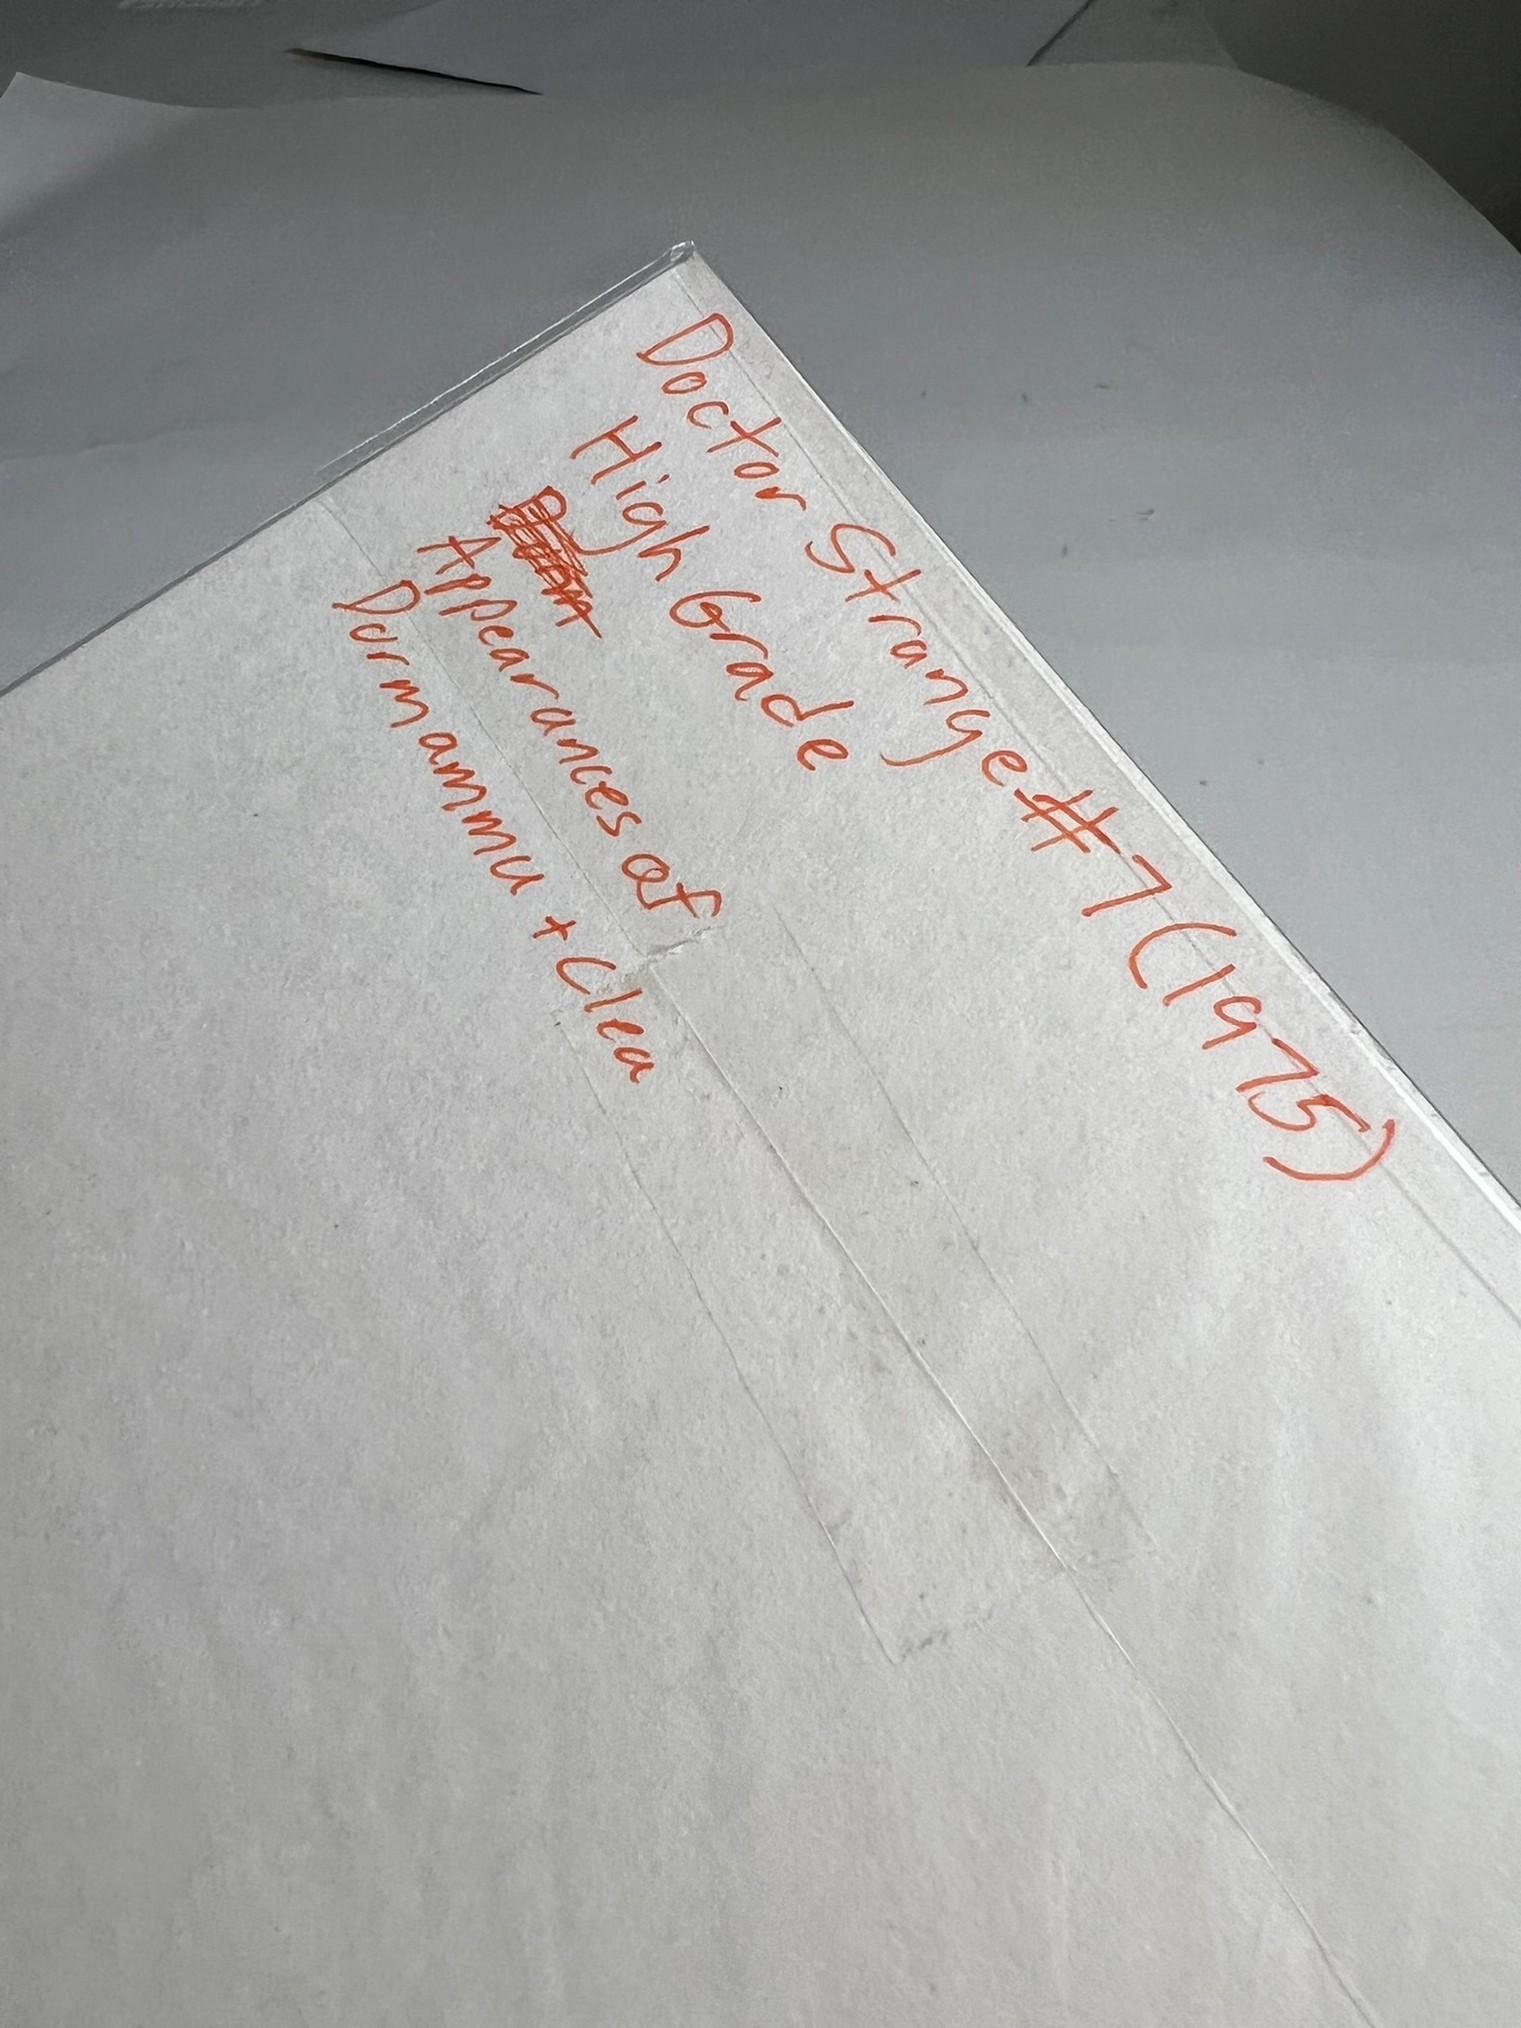 Doctor Strange #7 (1975)
High Grade
Appearances of
Dormammu + Clea